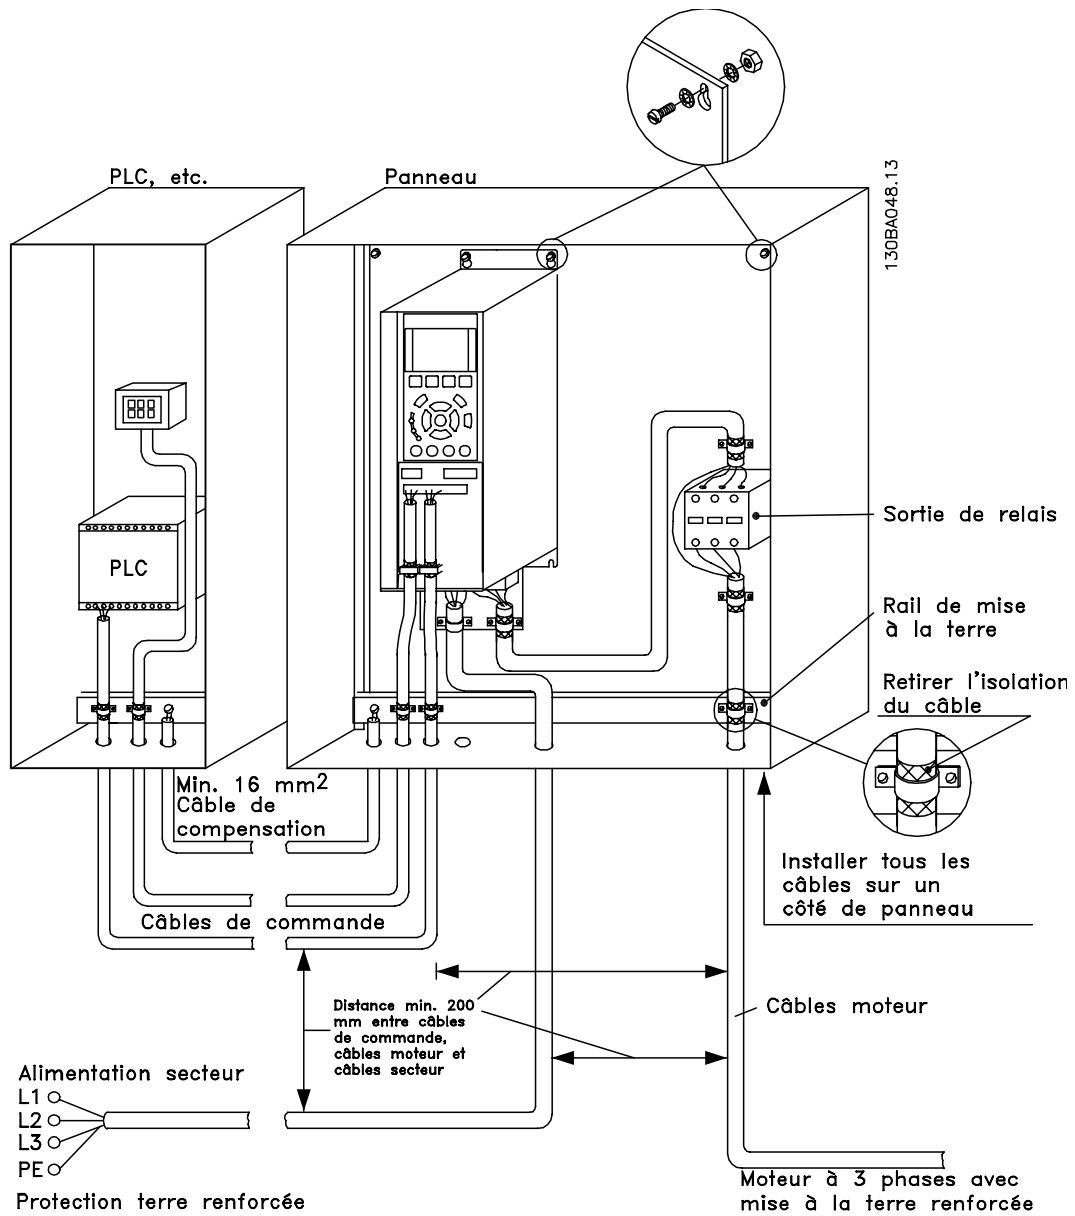 PLC, etc.
Panneau
130BA048.13
PLC
Sortie de relais
Rail de mise
à la terre
Retirer l'isolation
du câble
Min. 16 mm2
Câble de
compensation
Installer tous les
câbles sur un
côté de panneau
Câbles de commande
Distance min. 200
mm entre câbles
de commande,
câbles moteur et
câbles secteur
Câbles moteur
Alimentation secteur
L1
L2
L3
PE
Protection terre renforcée
Moteur à 3 phases avec
mise à la terre renforcée